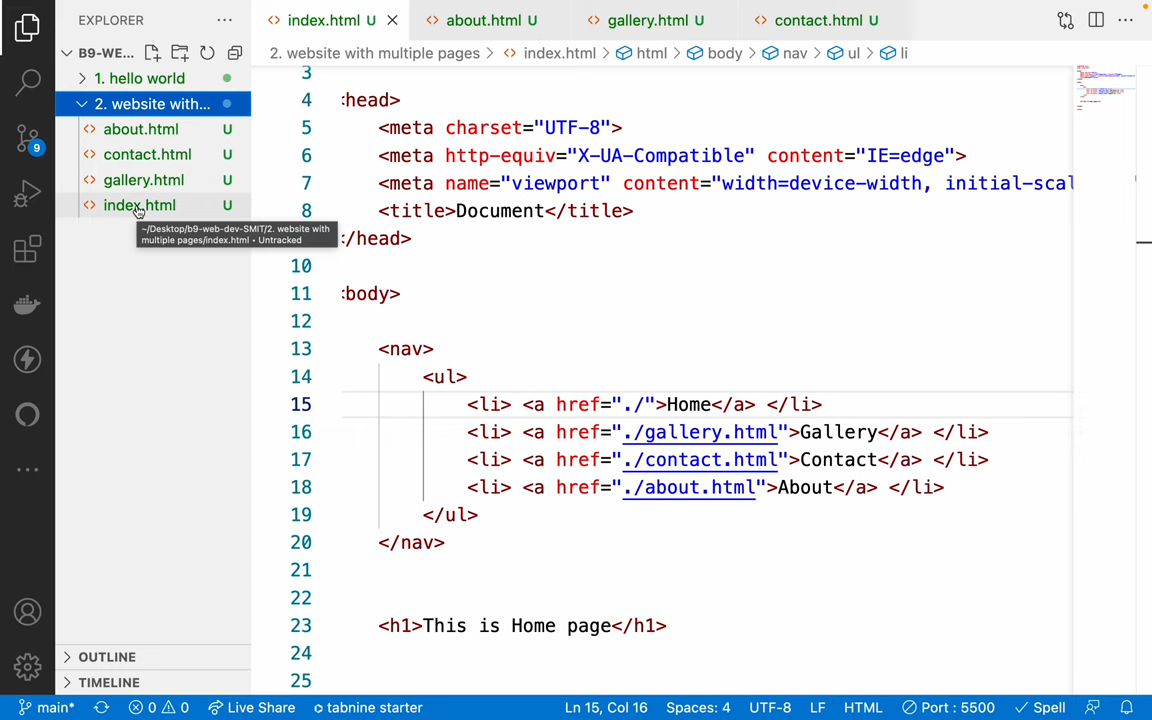 EXPLORER
B9-WE...
1. hello world
2. website with...
about.html U
contact.html U
gallery.html U
index.html U
~/Desktop/b9-web-dev-SMIT/2. website with
multiple pages/index.html • Untracked
OUTLINE
TIMELINE
9
index.html U
about.html U
gallery.html U
contact.html U
2. website with multiple pages > index.html > html > body > nav > ul > li
3
4 head>
5 <meta charset="UTF-8">
6 <meta http-equiv="X-UA-Compatible" content="IE=edge">
7 <meta name="viewport" content="width=device-width, initial-scal
8 <title>Document</title>
9 /head>
10
11 body>
12
13 <nav>
14 <ul>
15 <li> <a href="./">Home</a> </li>
16 <li> <a href="./gallery.html">Gallery</a> </li>
17 <li> <a href="./contact.html">Contact</a> </li>
18 <li> <a href="./about.html">About</a> </li>
19 </ul>
20 </nav>
21
22
23 <h1>This is Home page</h1>
24
25
main* 0 0 Live Share tabnine starter Ln 15, Col 16 Spaces: 4 UTF-8 LF HTML Port : 5500 Spell